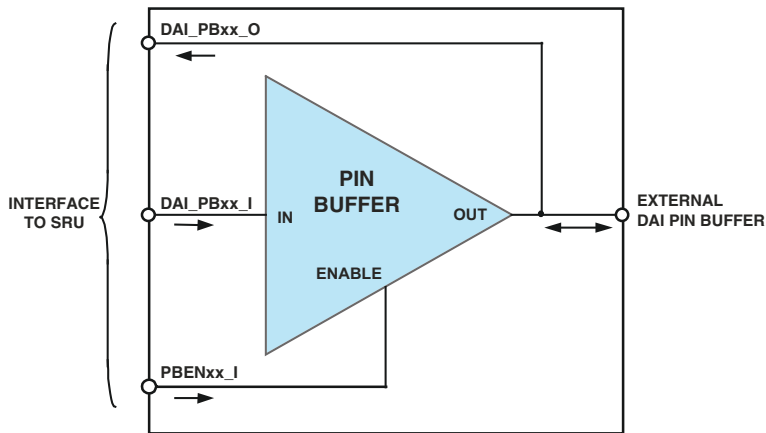 DAI_PBxx_O
INTERFACE
TO SRU
DAI_PBxx_I
IN
PIN
BUFFER
OUT
ENABLE
EXTERNAL
DAI PIN BUFFER
PBENxx_I